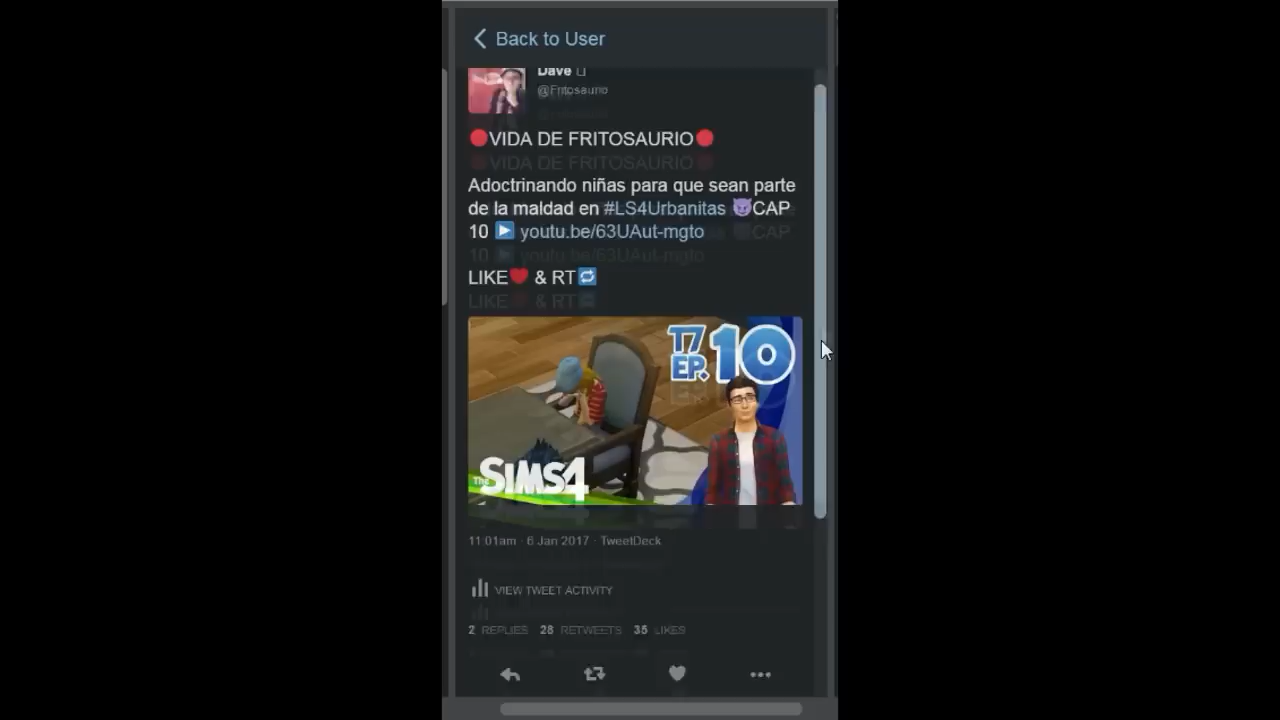 Back to User
Dave
@Fritosaurio
🔴VIDA DE FRITOSAURIO🔴
Adoctrinando niñas para que sean parte
de la maldad en #LS4Urbanitas 😈CAP
10 ▶️ youtu.be/63UAut-mgto
LIKE❤️ & RT🔁
T7
EP. 10
The SIMS4
11:01am · 6 Jan 2017 · TweetDeck
VIEW TWEET ACTIVITY
2 REPLIES 28 RETWEETS 35 LIKES